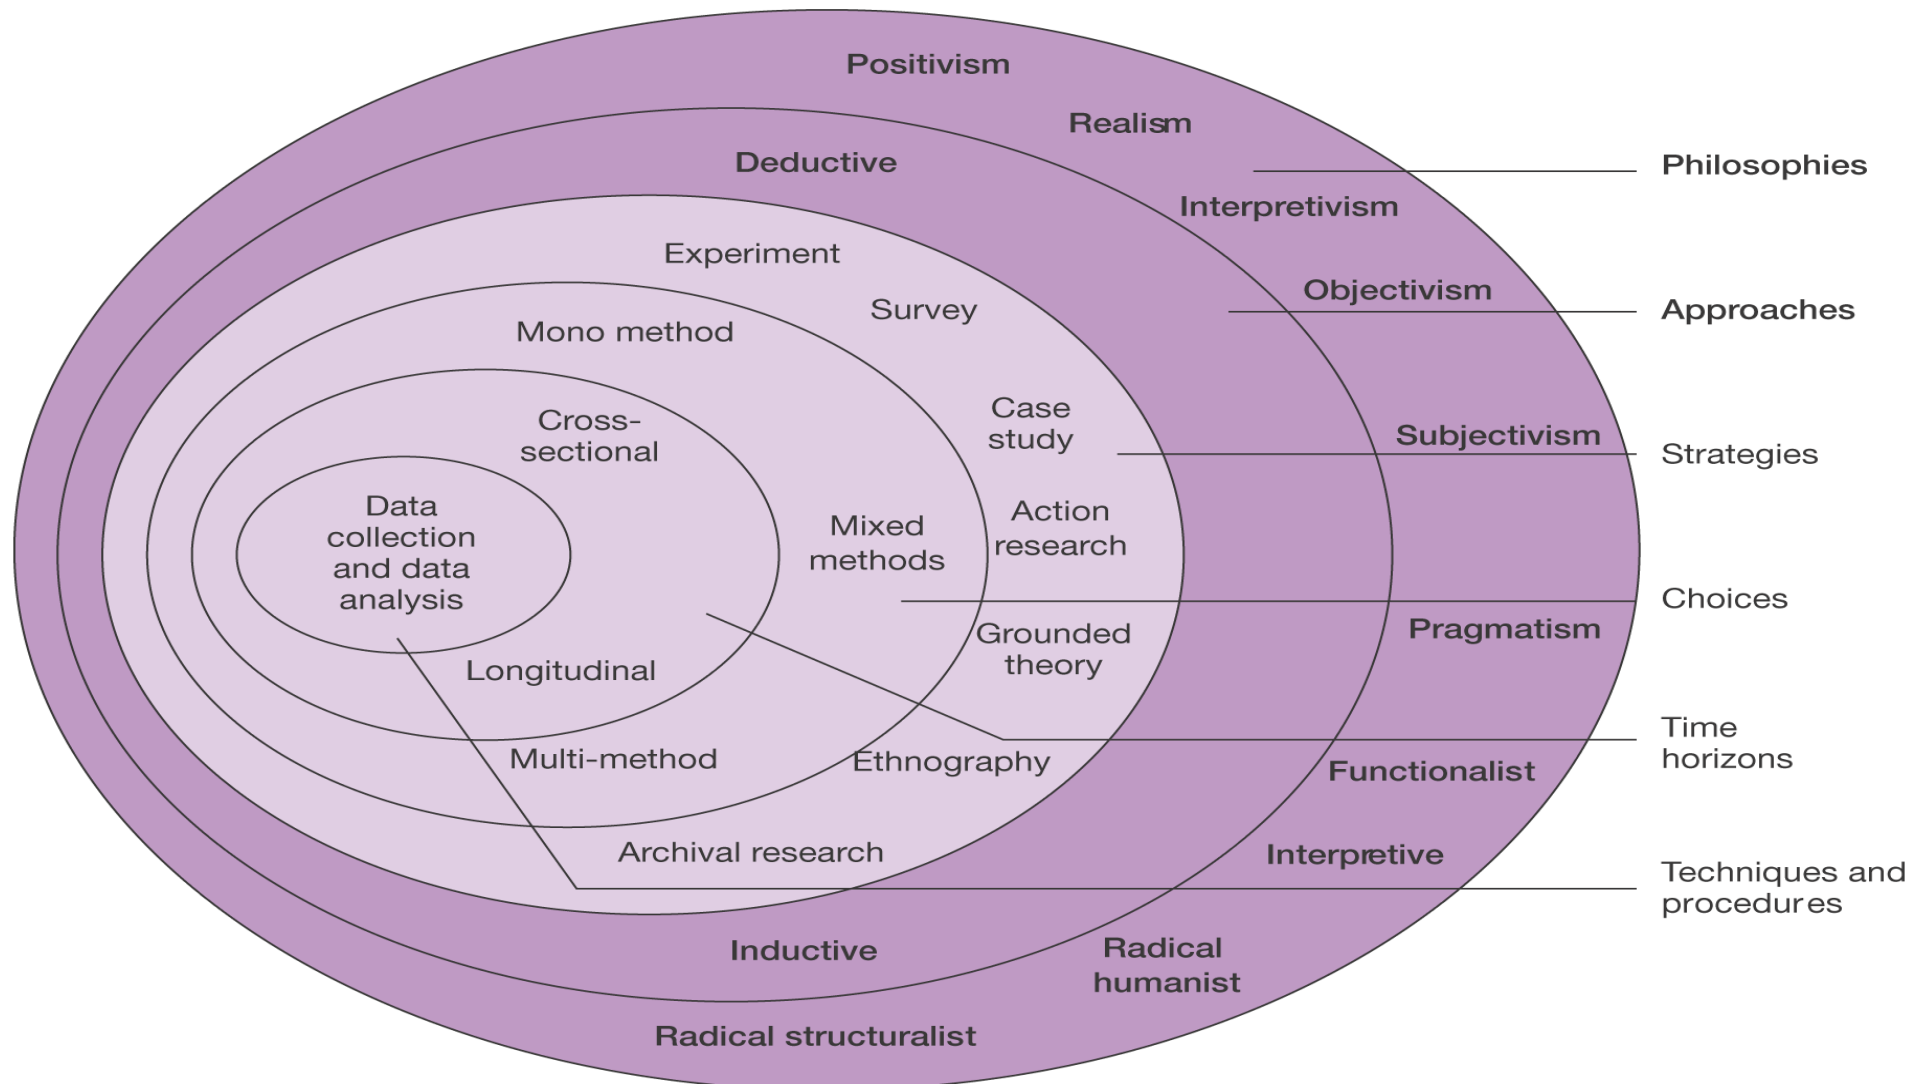 Positivism
Realism
Deductive
Philosophies
Interpretivism
Experiment
Objectivism
Survey
Approaches
Mono method
Case
study
Cross-
sectional
Subjectivism
Strategies
Data
collection
and data
analysis
Mixed
methods
Action
research
Choices
Grounded
theory
Pragmatism
Longitudinal
Time
horizons
Multi-method
Ethnography
Functionalist
Archival research
Interpretive
Techniques and
procedures
Inductive
Radical
humanist
Radical structuralist